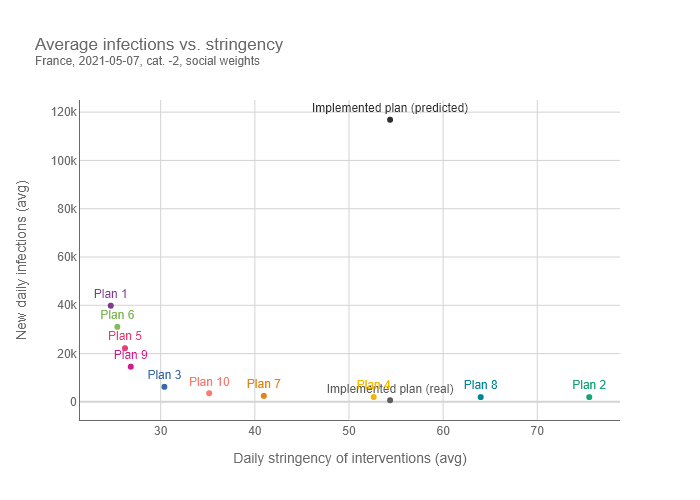 Average infections vs. stringency
France, 2021-05-07, cat. -2, social weights
New daily infections (avg)
120k
100k
80k
60k
40k
20k
0
Implemented plan (predicted)
Plan 1
Plan 6
Plan 5
Plan 9
Plan 3
Plan 10
Plan 7
Plan 4
Implemented plan (real)
Plan 8
Plan 2
30
40
50
60
70
Daily stringency of interventions (avg)